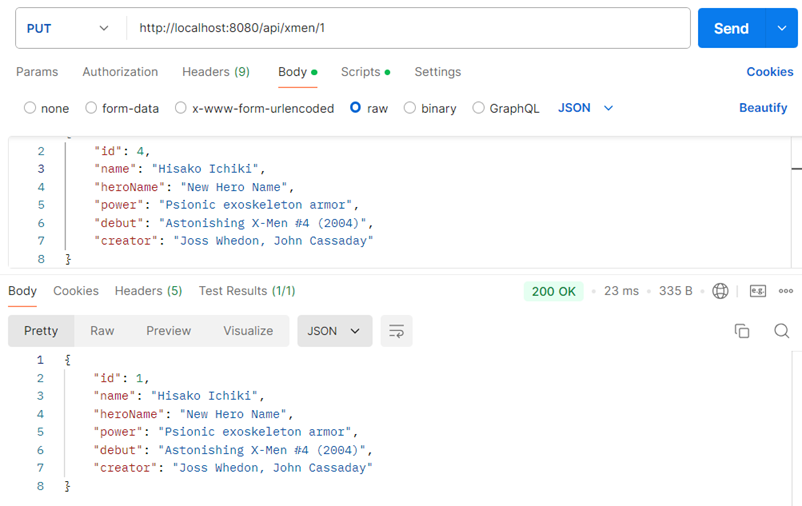 PUT http://localhost:8080/api/xmen/1 Send
Params Authorization Headers (9) Body Scripts Settings Cookies
none form-data x-www-form-urlencoded raw binary GraphQL JSON Beautify
2 "id": 4,
3 "name": "Hisako Ichiki",
4 "heroName": "New Hero Name",
5 "power": "Psionic exoskeleton armor",
6 "debut": "Astonishing X-Men #4 (2004)",
7 "creator": "Joss Whedon, John Cassaday"
8 }
Body Cookies Headers (5) Test Results (1/1) 200 OK 23 ms 335 B e.g.
Pretty Raw Preview Visualize JSON
1 {
2 "id": 1,
3 "name": "Hisako Ichiki",
4 "heroName": "New Hero Name",
5 "power": "Psionic exoskeleton armor",
6 "debut": "Astonishing X-Men #4 (2004)",
7 "creator": "Joss Whedon, John Cassaday"
8 }